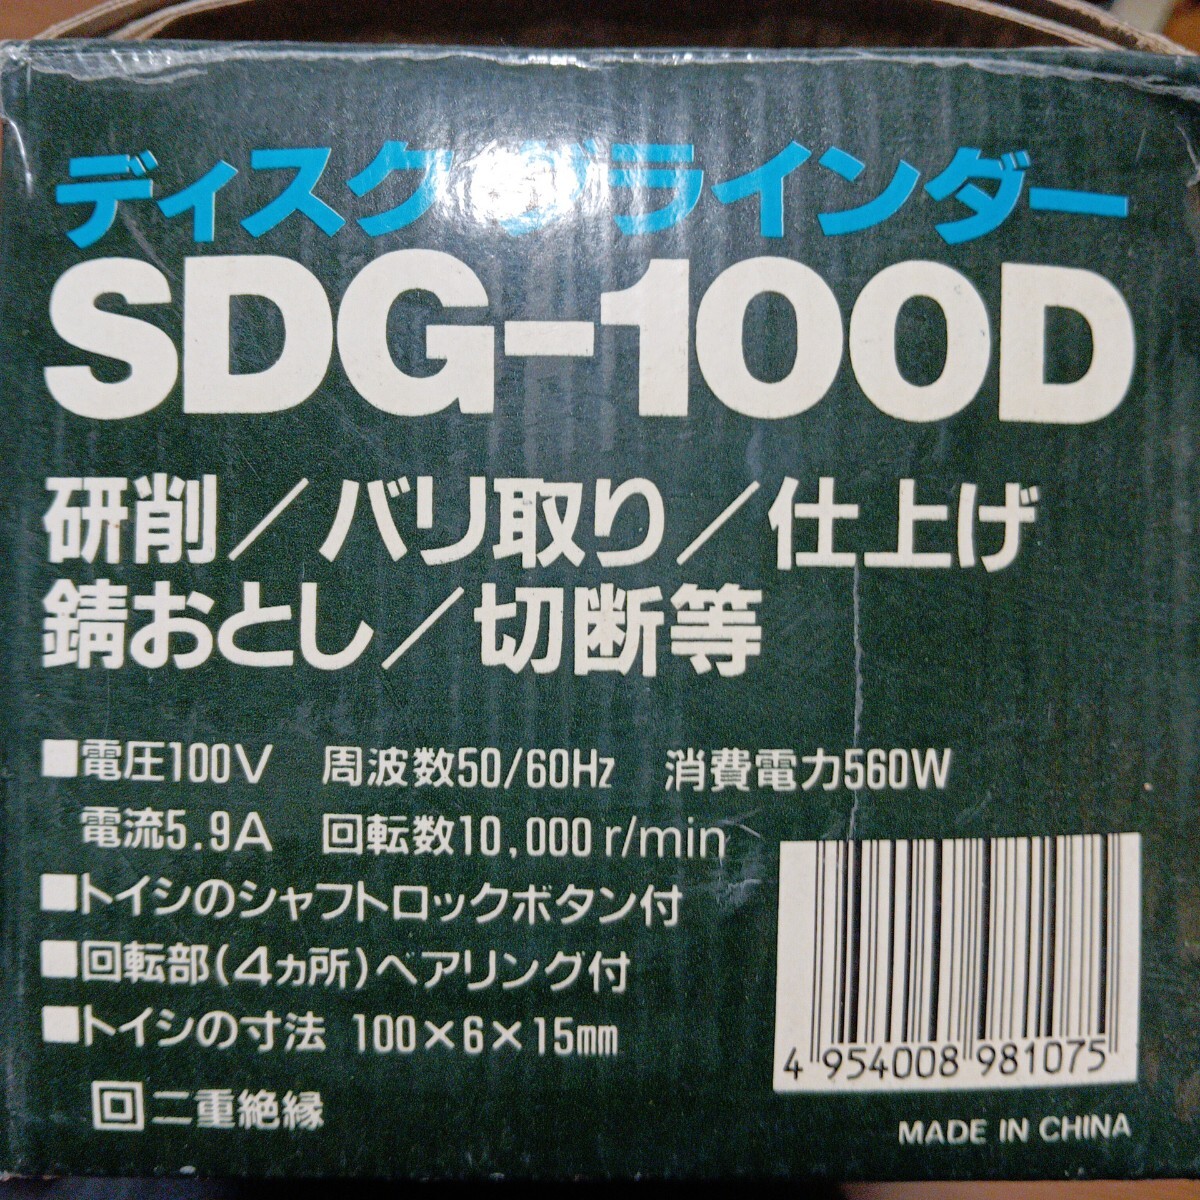 ディスクグラインダー
SDG-100D
研削／バリ取り／仕上げ
錆おとし／切断等
■電圧100V 周波数50/60Hz 消費電力560W
電流5.9A 回転数10,000 r/min
■トイシのシャフトロックボタン付
■回転部(4ヵ所)ベアリング付
■トイシの寸法 100×6×15mm
回 二重絶縁
4 954008 981075
MADE IN CHINA